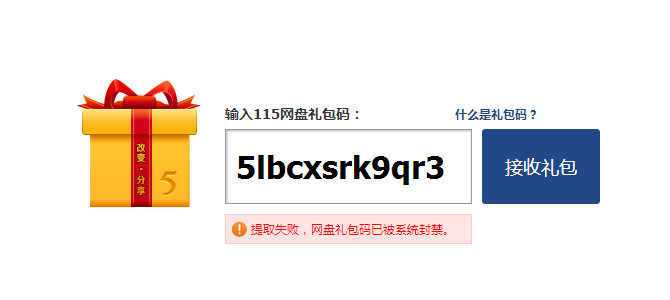 输入115网盘礼包码：
什么是礼包码？
改变·分享
5
5lbcxsrk9qr3
接收礼包
提取失败，网盘礼包码已被系统封禁。